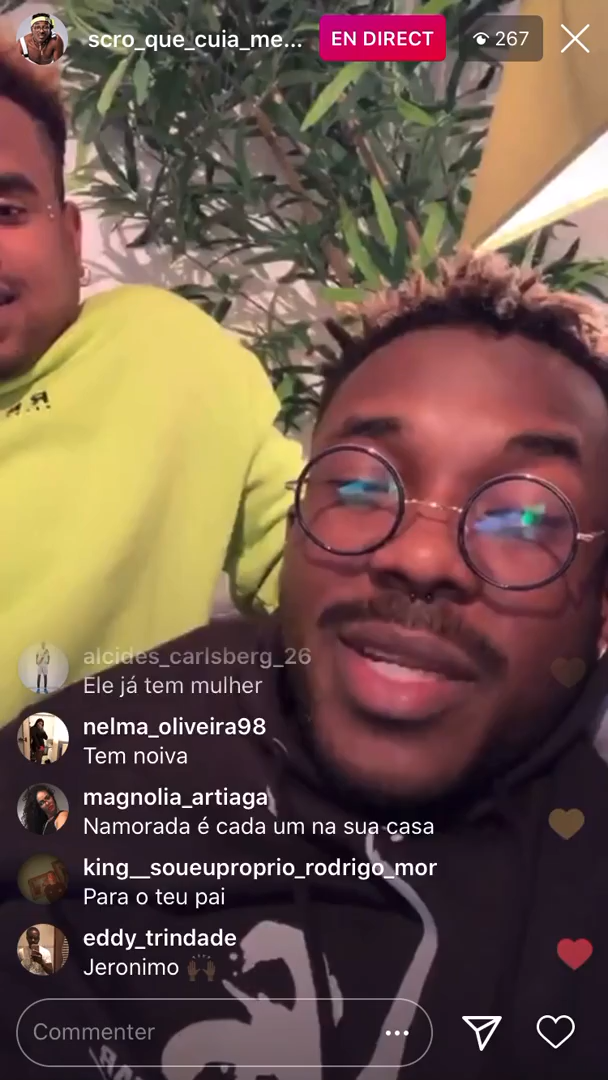 scro_que_cuia_me...
EN DIRECT
267
alcides_carlsberg_26
Ele já tem mulher
nelma_oliveira98
Tem noiva
magnolia_artiaga
Namorada é cada um na sua casa
king__soueuproprio_rodrigo_mor
Para o teu pai
eddy_trindade
Jeronimo 🙌🏿
Commenter